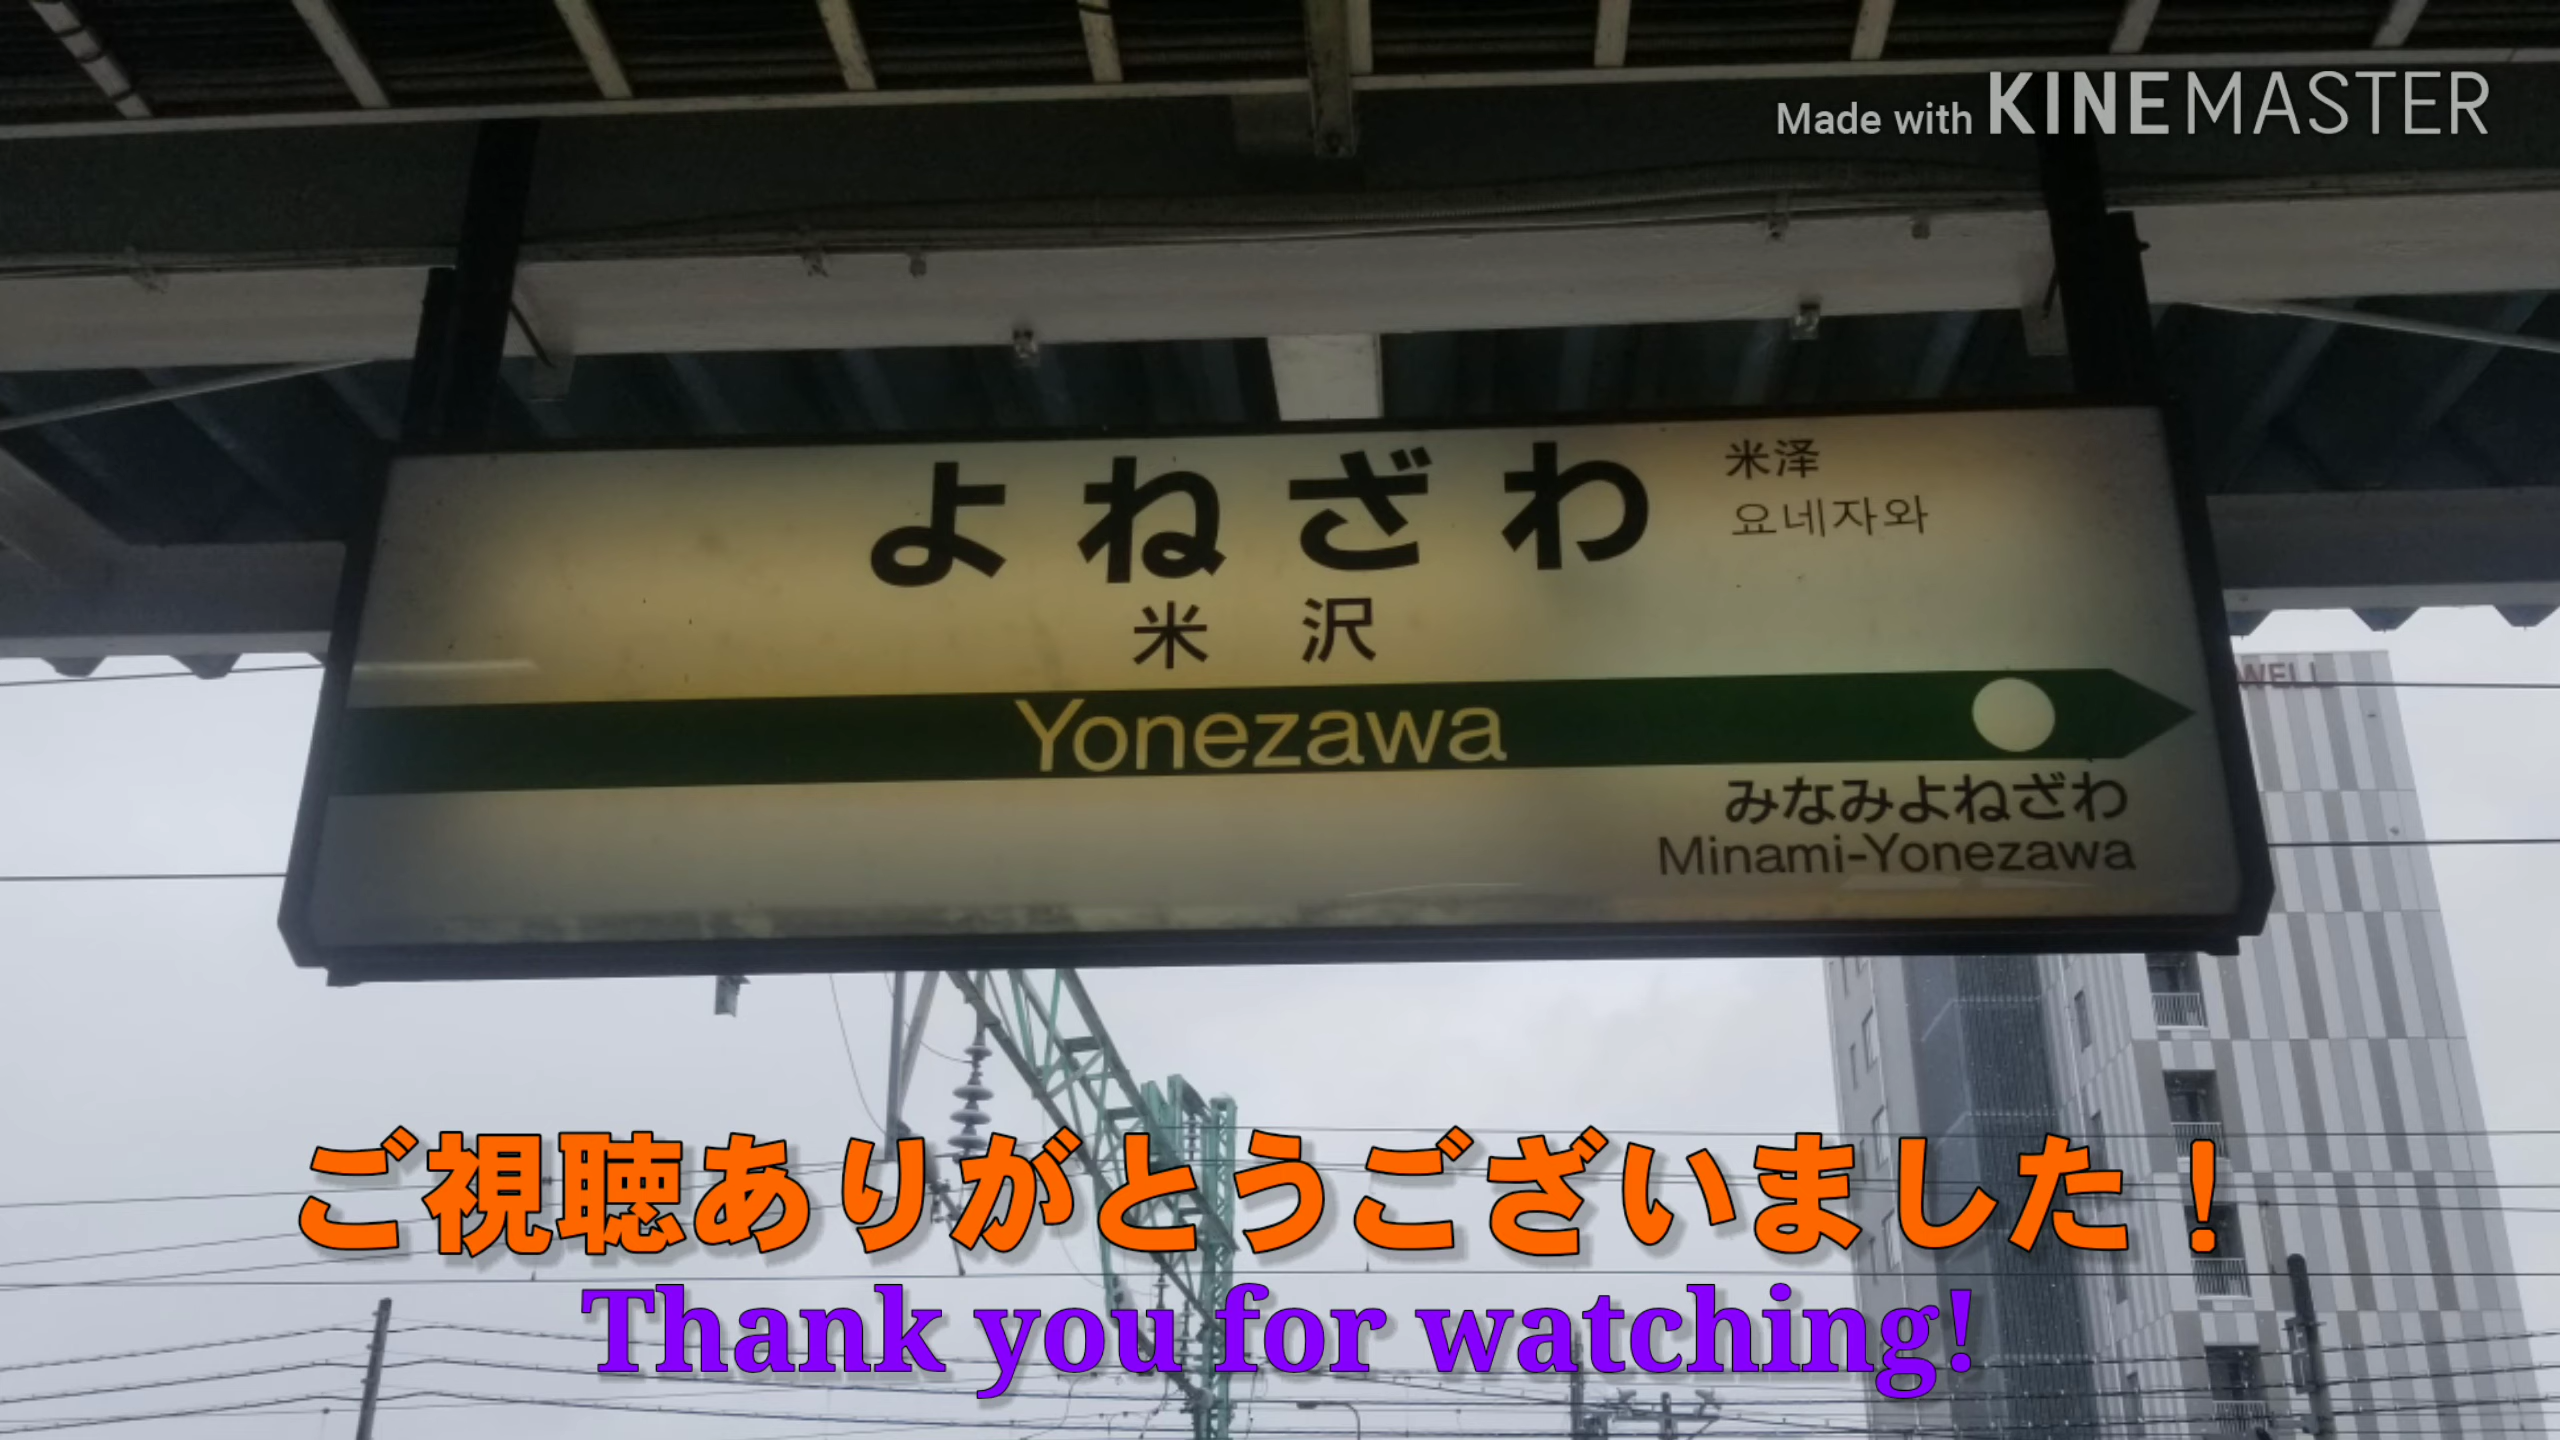 Made with KINEMASTER
よねざわ
米泽
요네자와
米沢
Yonezawa
みなみよねざわ
Minami-Yonezawa
WELL
ご視聴ありがとうございました！
Thank you for watching!